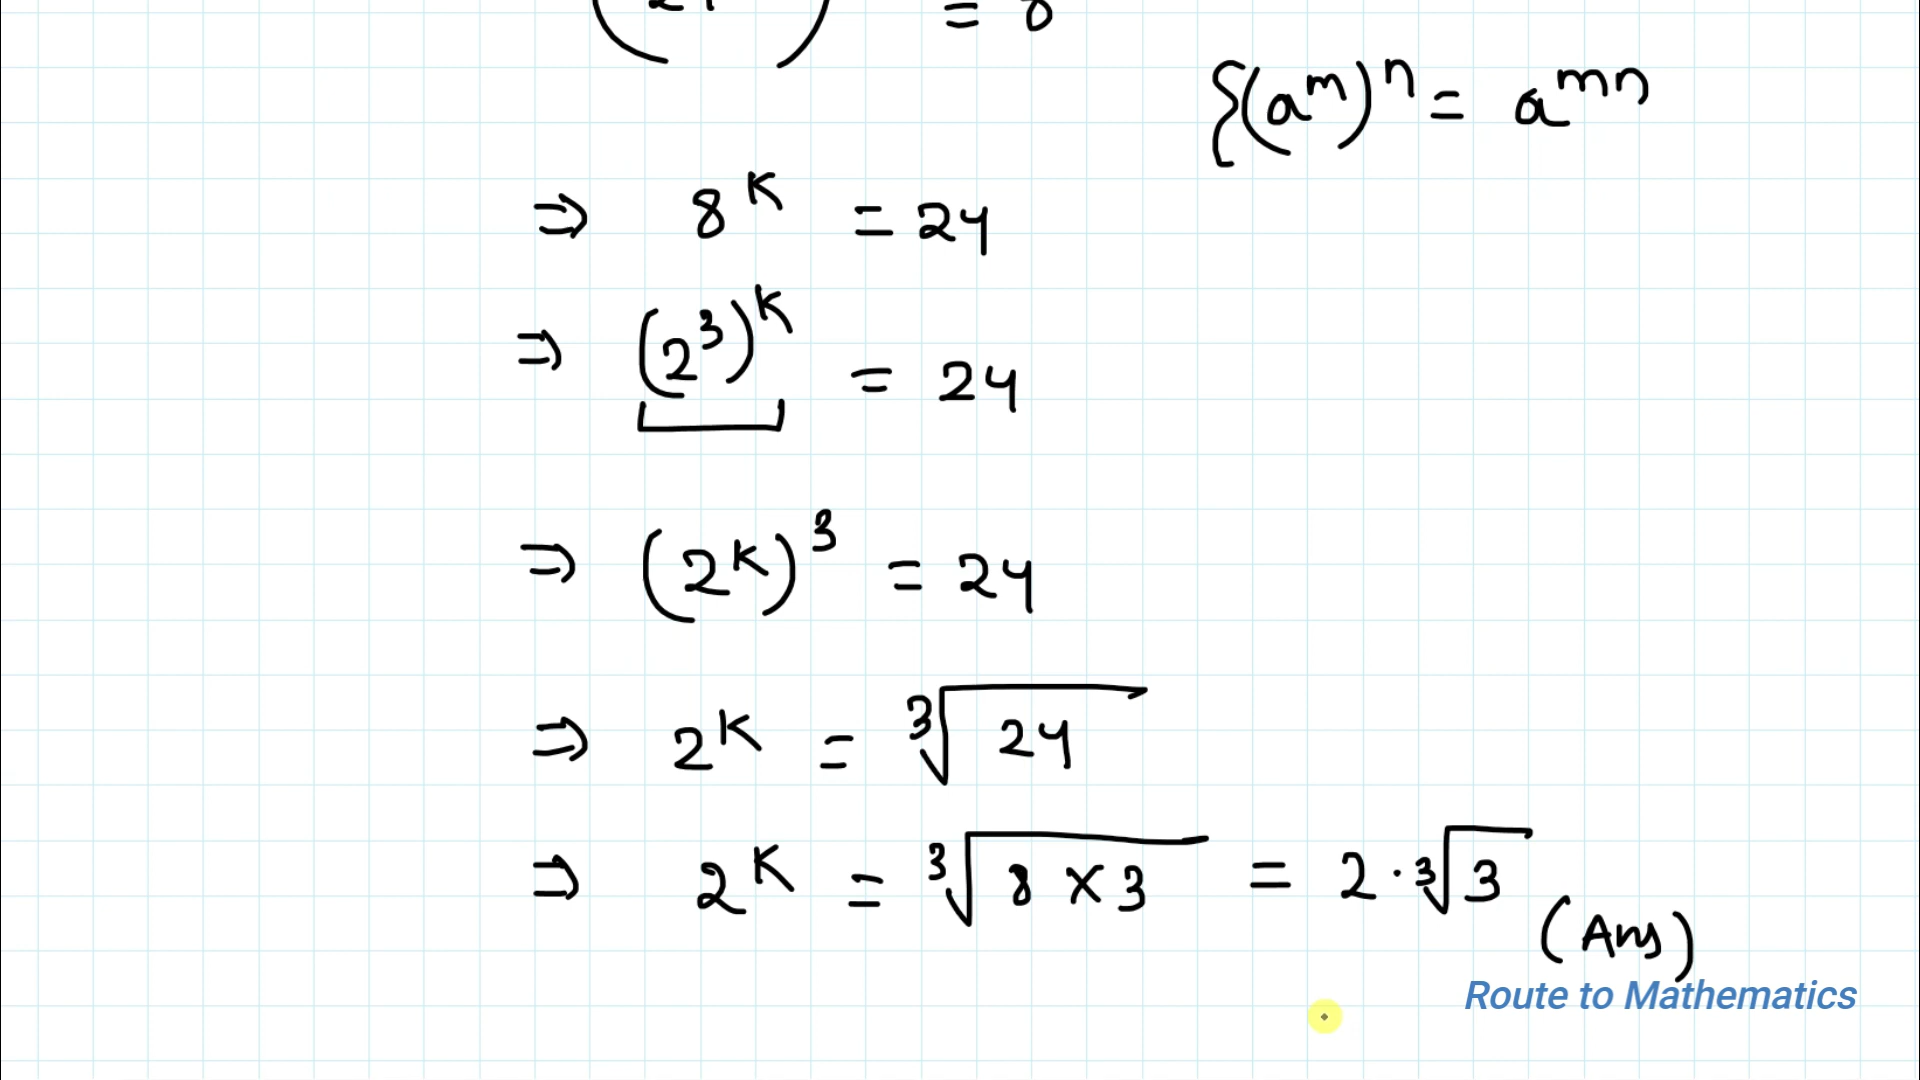 = 8
{(a^m)^n = a^mn
⇒ 8^K = 24
⇒ (2^3)^K = 24
⇒ (2^K)^3 = 24
⇒ 2^K = ∛24
⇒ 2^K = ∛(8 × 3) = 2·∛3
(Ans)
Route to Mathematics